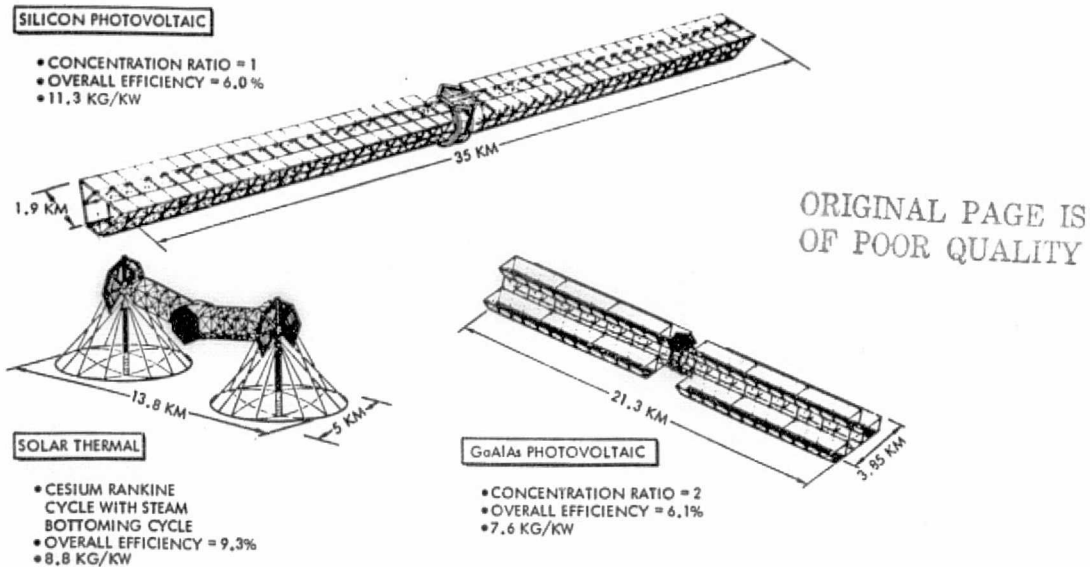 SILICON PHOTOVOLTAIC
• CONCENTRATION RATIO = 1
• OVERALL EFFICIENCY = 6.0 %
• 11.3 KG/KW
35 KM
1.9 KM
ORIGINAL PAGE IS
OF POOR QUALITY
13.8 KM
5 KM
SOLAR THERMAL
• CESIUM RANKINE
CYCLE WITH STEAM
BOTTOMING CYCLE
• OVERALL EFFICIENCY = 9.3%
• 8.8 KG/KW
21.3 KM
3.85 KM
GaAlAs PHOTOVOLTAIC
• CONCENTRATION RATIO = 2
• OVERALL EFFICIENCY = 6.1%
• 7.6 KG/KW